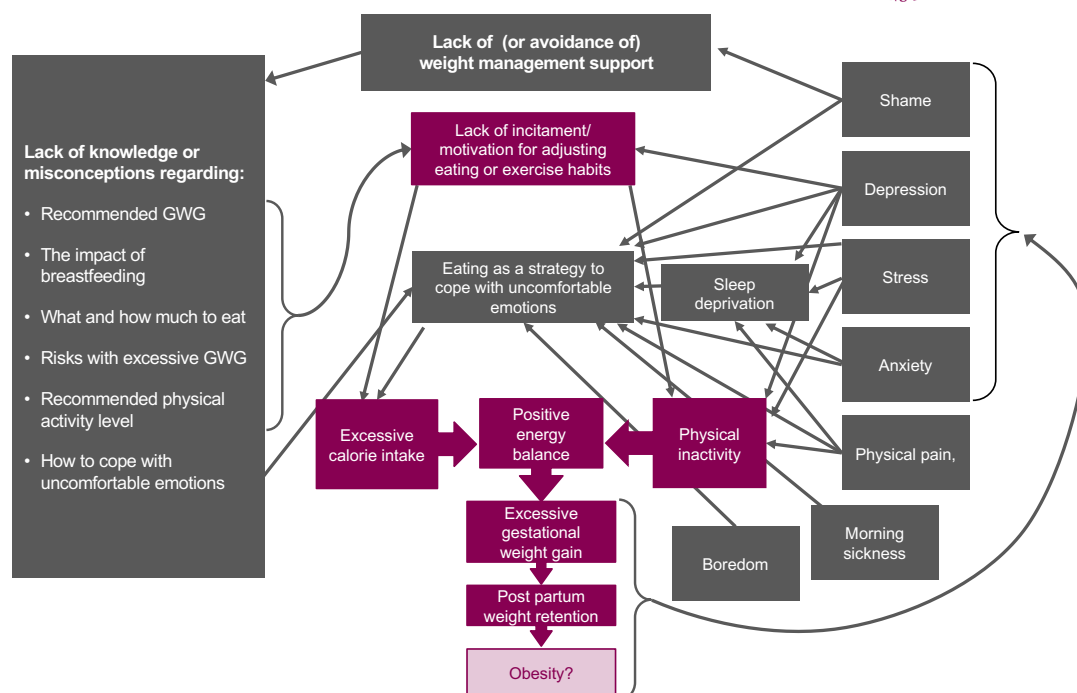 Lack of (or avoidance of)
weight management support
Shame
Lack of incitament/
motivation for adjusting
eating or exercise habits
Lack of knowledge or
misconceptions regarding:
• Recommended GWG
• The impact of
breastfeeding
• What and how much to eat
• Risks with excessive GWG
• Recommended physical
activity level
• How to cope with
uncomfortable emotions
Depression
Eating as a strategy to
cope with uncomfortable
emotions
Sleep
deprivation
Stress
Anxiety
Excessive
calorie intake
Positive
energy
balance
Physical
inactivity
Physical pain,
Excessive
gestational
weight gain
Boredom
Morning
sickness
Post partum
weight retention
Obesity?